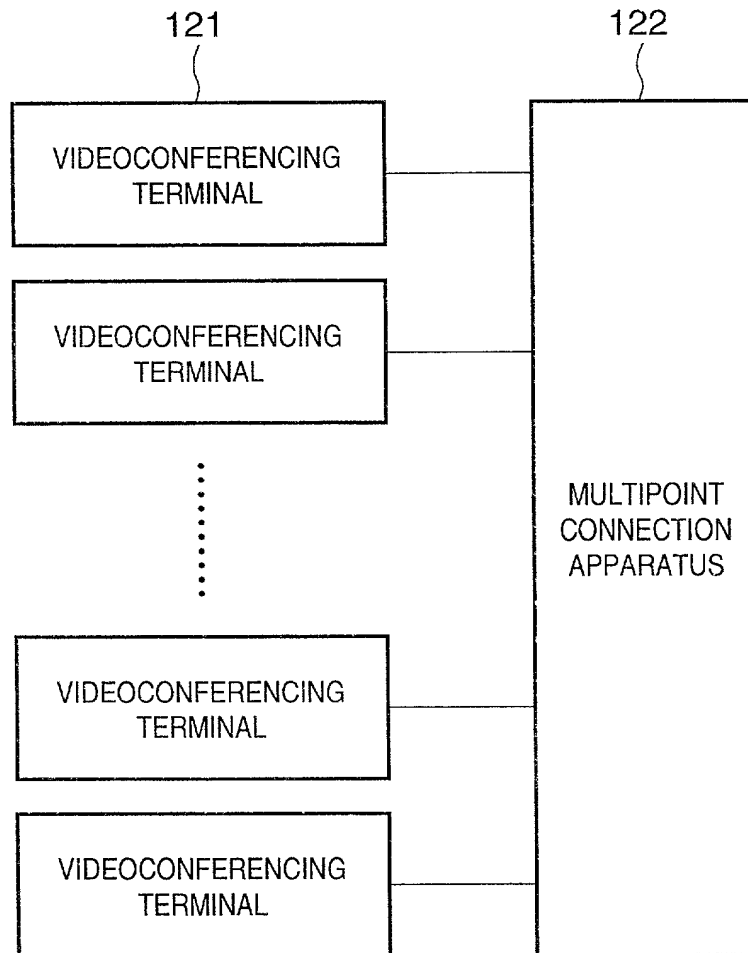 121
122
VIDEOCONFERENCING
TERMINAL
VIDEOCONFERENCING
TERMINAL
MULTIPOINT
CONNECTION
APPARATUS
VIDEOCONFERENCING
TERMINAL
VIDEOCONFERENCING
TERMINAL